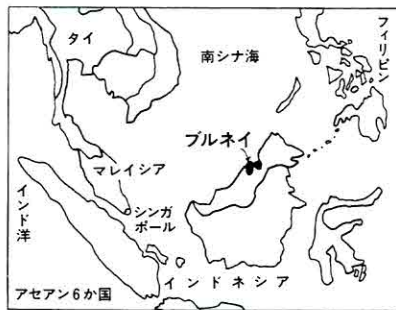 タイ
南シナ海
フィリピン
ブルネイ
マレイシア
シンガ
ポール
インド洋
インドネシア
アセアン6か国